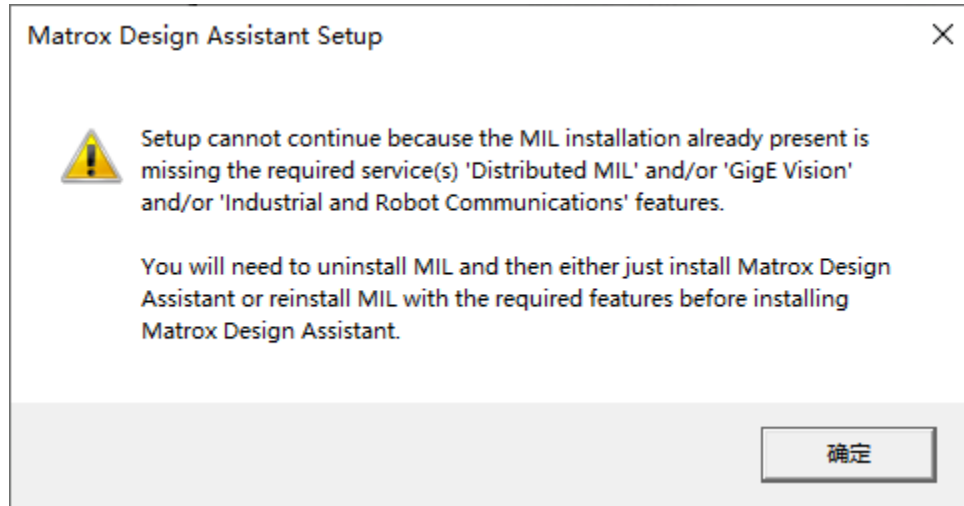 Matrox Design Assistant Setup
Setup cannot continue because the MIL installation already present is
missing the required service(s) 'Distributed MIL' and/or 'GigE Vision'
and/or 'Industrial and Robot Communications' features.
You will need to uninstall MIL and then either just install Matrox Design
Assistant or reinstall MIL with the required features before installing
Matrox Design Assistant.
确定